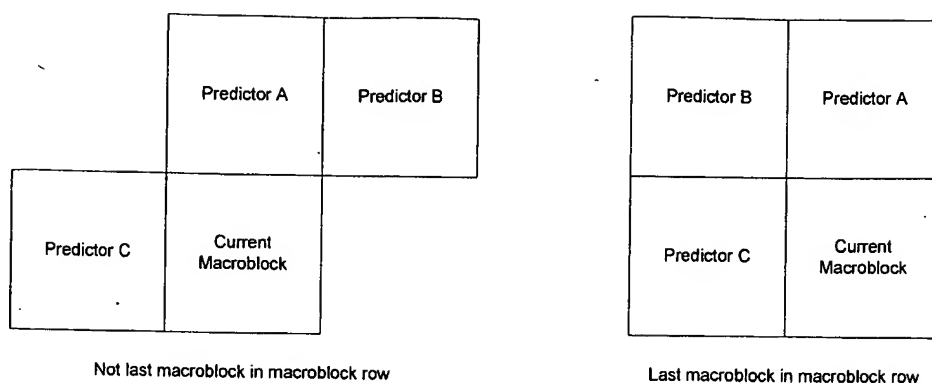 Predictor A
Predictor B
Predictor C
Current
Macroblock
Not last macroblock in macroblock row
Predictor B
Predictor A
Predictor C
Current
Macroblock
Last macroblock in macroblock row